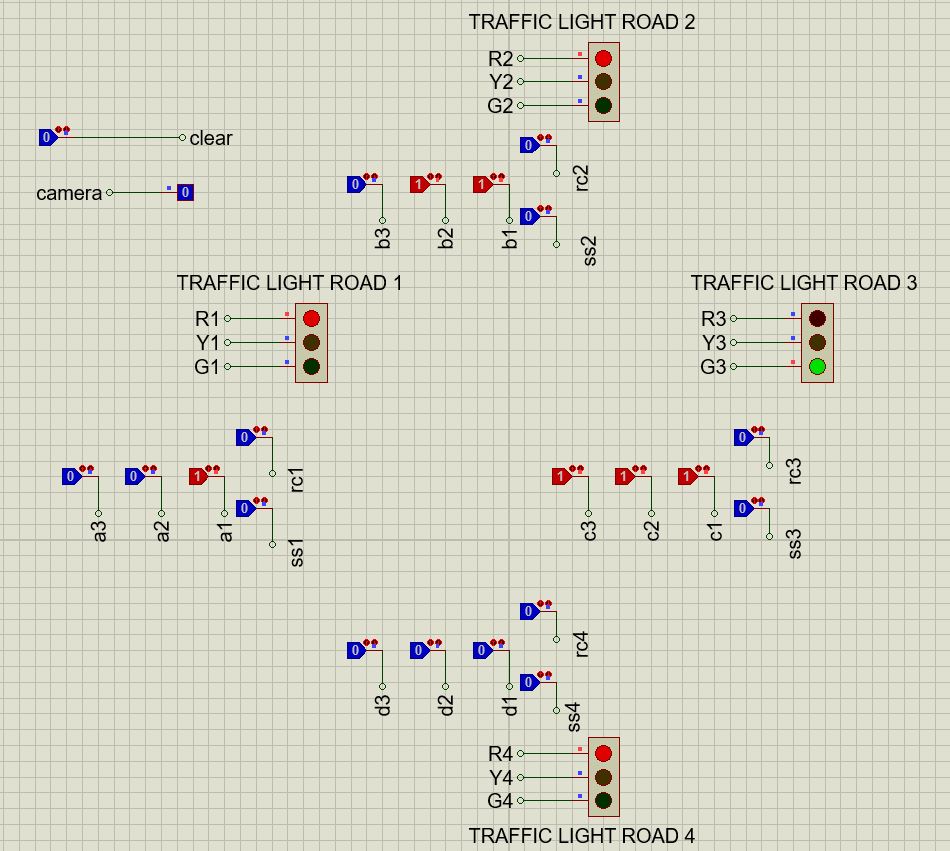 TRAFFIC LIGHT ROAD 2
R2
Y2
G2
0 clear
camera 0
0 rc2
0 b3
1 b2
1 b1
0 ss2
TRAFFIC LIGHT ROAD 1
R1
Y1
G1
TRAFFIC LIGHT ROAD 3
R3
Y3
G3
0 rc1
0 a3
0 a2
1 a1
0 ss1
0 rc3
1 c3
1 c2
1 c1
0 ss3
0 rc4
0 d3
0 d2
0 d1
0 ss4
R4
Y4
G4
TRAFFIC LIGHT ROAD 4